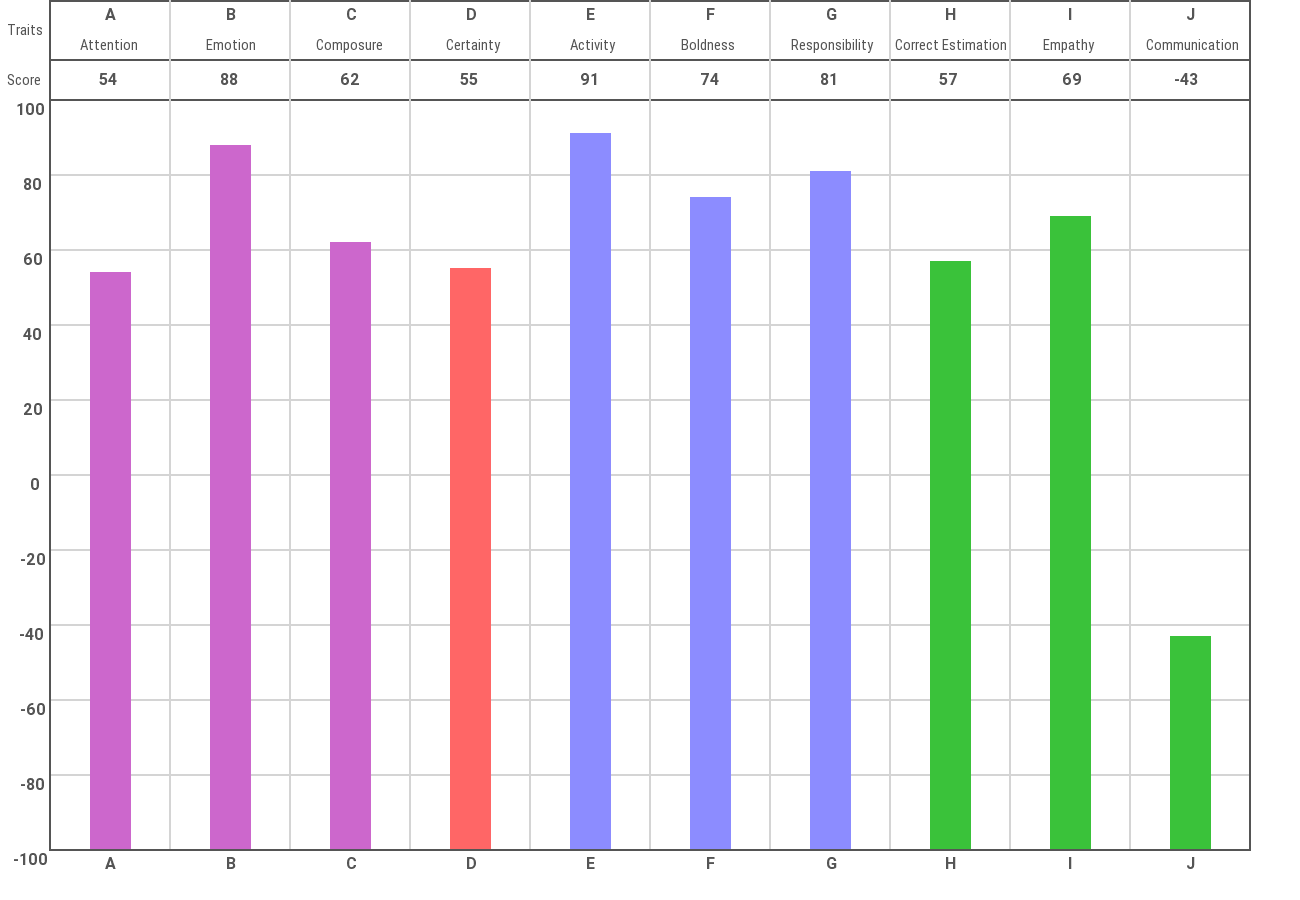 A B C D E F G H I J
Traits
Attention Emotion Composure Certainty Activity Boldness Responsibility Correct Estimation Empathy Communication
Score 54 88 62 55 91 74 81 57 69 -43
100
80
60
40
20
0
-20
-40
-60
-80
-100
A B C D E F G H I J